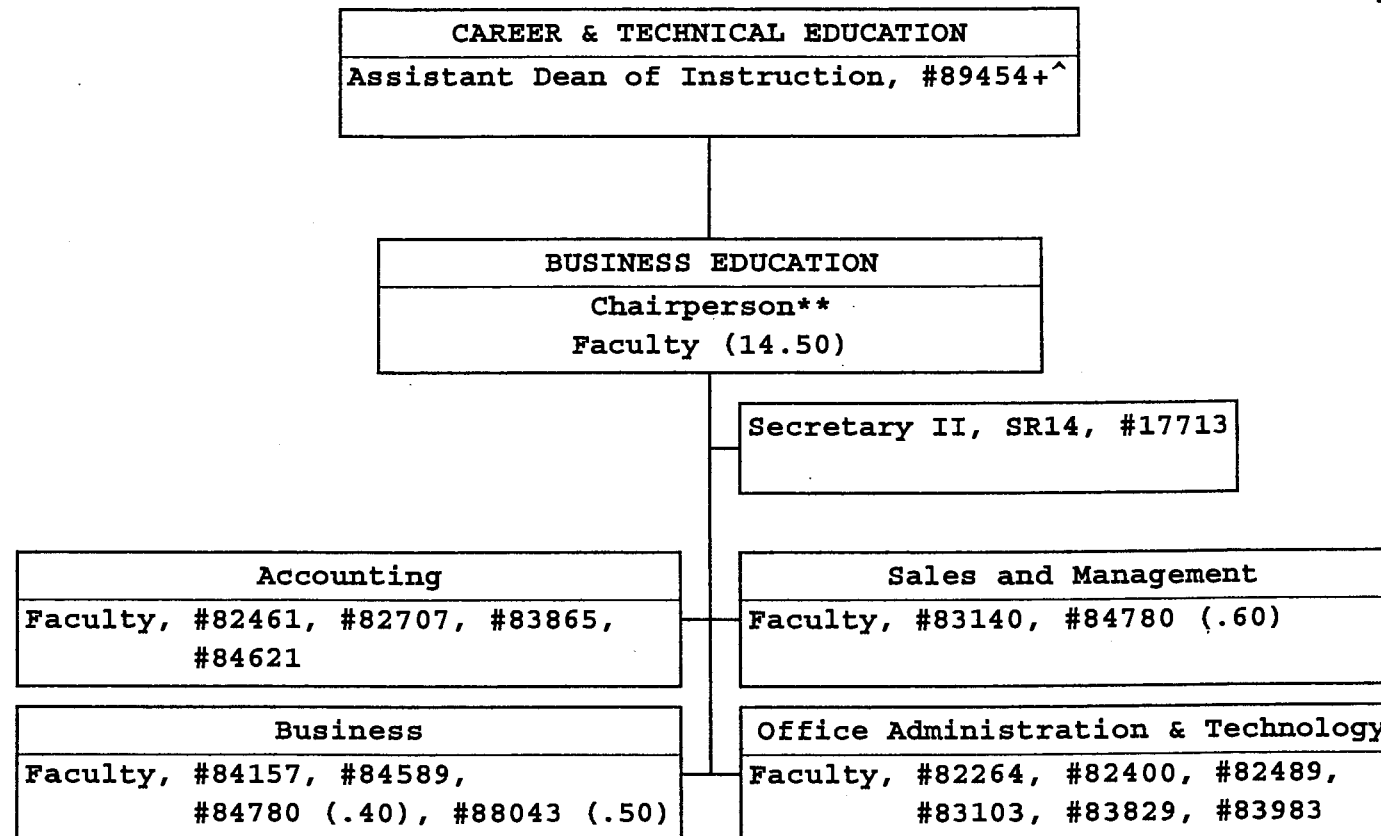 CAREER & TECHNICAL EDUCATION
Assistant Dean of Instruction, #89454+^
BUSINESS EDUCATION
Chairperson**
Faculty (14.50)
Secretary II, SR14, #17713
Accounting
Faculty, #82461, #82707, #83865,
#84621
Sales and Management
Faculty, #83140, #84780 (.60)
Business
Faculty, #84157, #84589,
#84780 (.40), #88043 (.50)
Office Administration & Technology
Faculty, #82264, #82400, #82489,
#83103, #83829, #83983